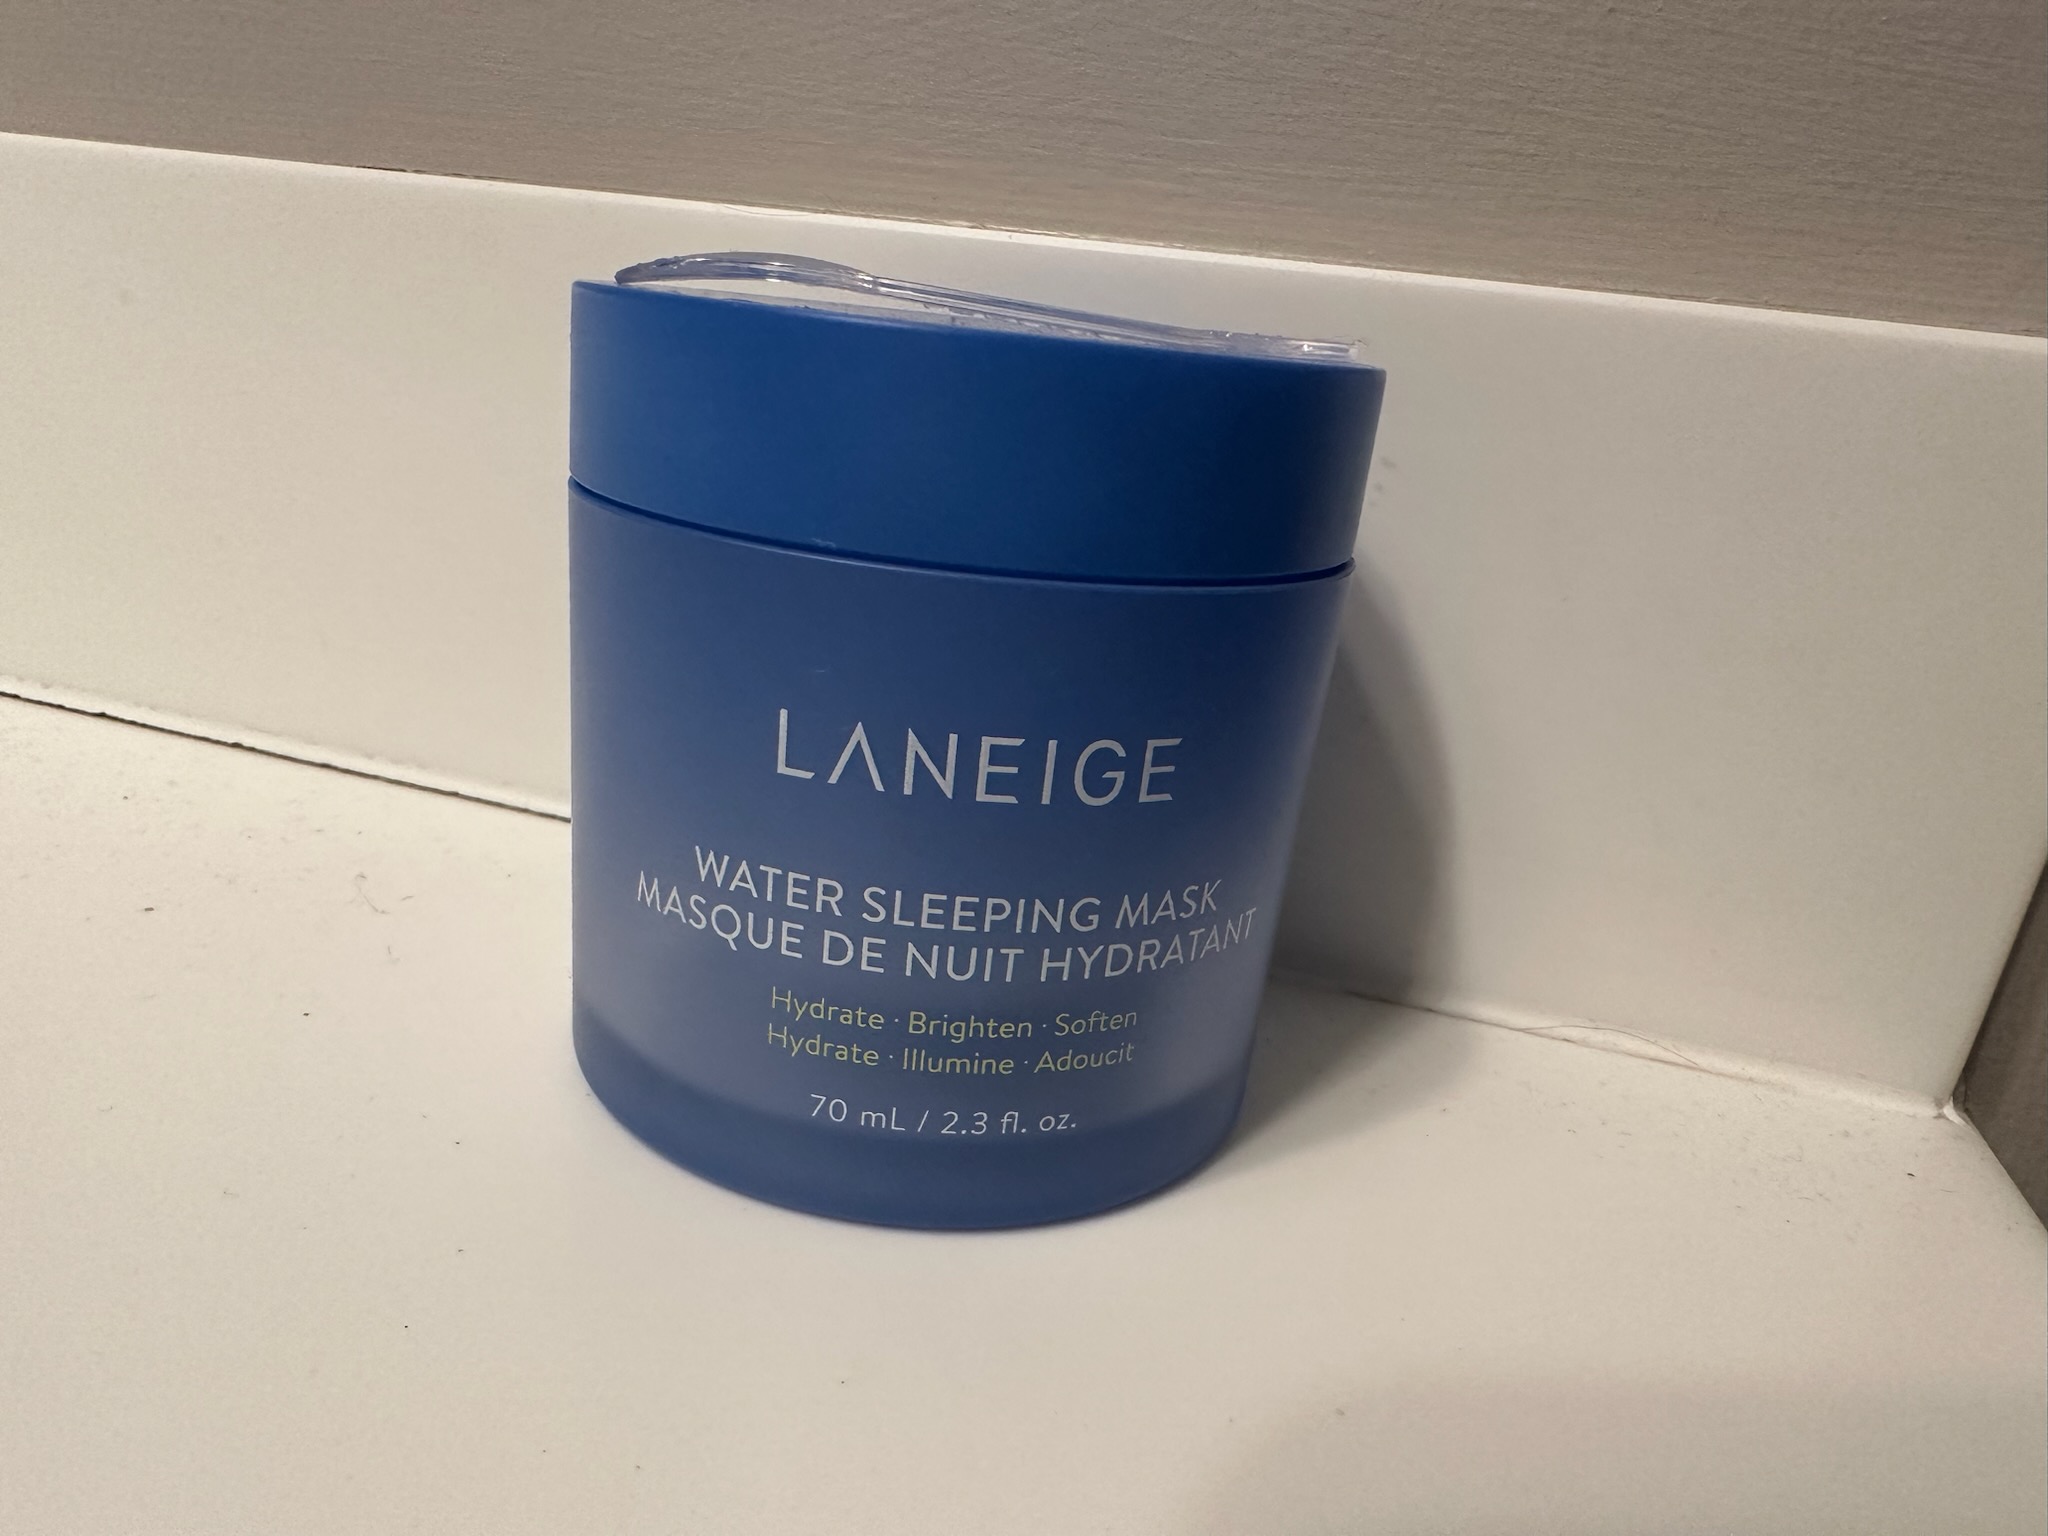 LANEIGE
WATER SLEEPING MASK
MASQUE DE NUIT HYDRATANT
Hydrate · Brighten · Soften
Hydrate · Illumine · Adoucit
70 mL / 2.3 fl. oz.